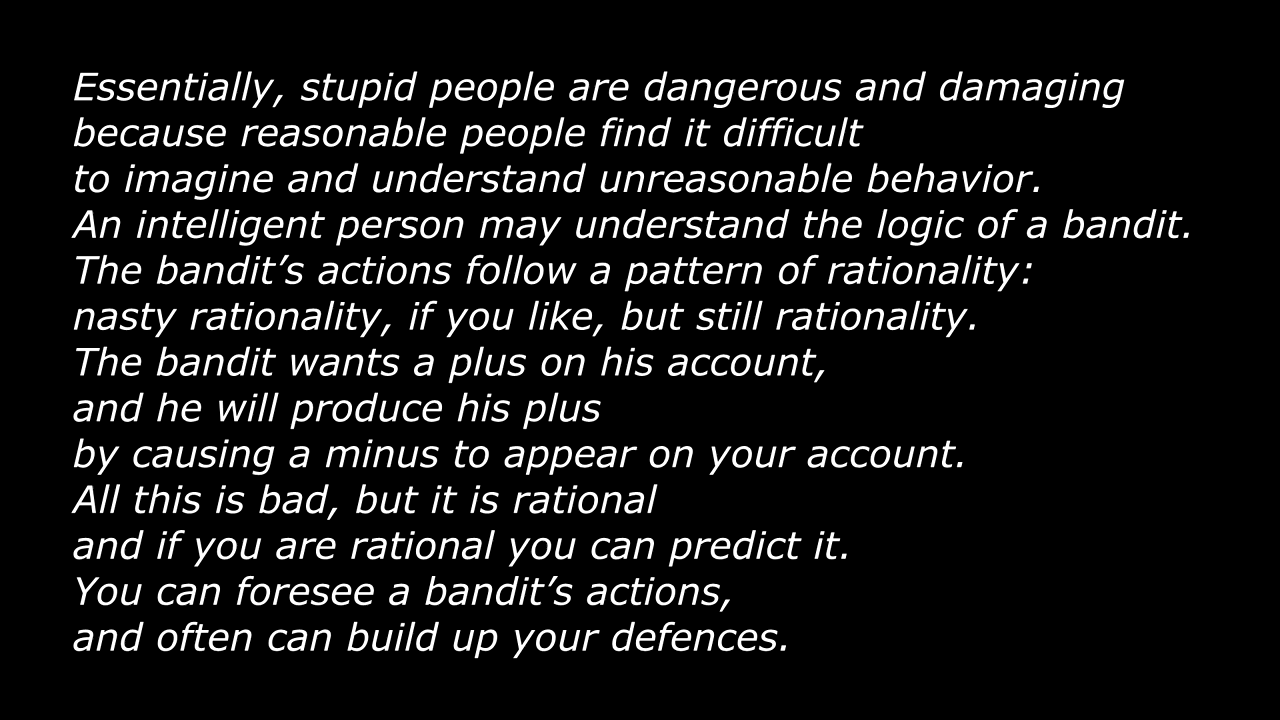 Essentially, stupid people are dangerous and damaging
because reasonable people find it difficult
to imagine and understand unreasonable behavior.
An intelligent person may understand the logic of a bandit.
The bandit’s actions follow a pattern of rationality:
nasty rationality, if you like, but still rationality.
The bandit wants a plus on his account,
and he will produce his plus
by causing a minus to appear on your account.
All this is bad, but it is rational
and if you are rational you can predict it.
You can foresee a bandit’s actions,
and often can build up your defences.